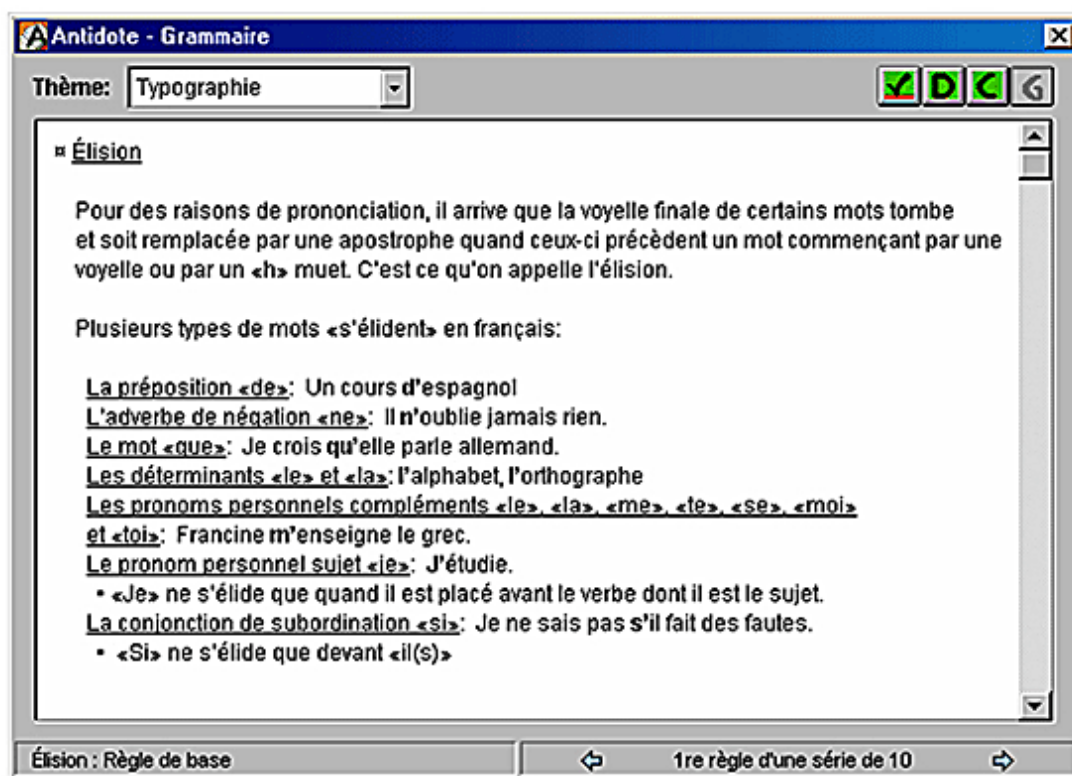 Antidote - Grammaire
Thème: Typographie
¤ Élision
Pour des raisons de prononciation, il arrive que la voyelle finale de certains mots tombe
et soit remplacée par une apostrophe quand ceux-ci précèdent un mot commençant par une
voyelle ou par un «h» muet. C'est ce qu'on appelle l'élision.
Plusieurs types de mots «s'élident» en français:
La préposition «de»: Un cours d'espagnol
L'adverbe de négation «ne»: Il n'oublie jamais rien.
Le mot «que»: Je crois qu'elle parle allemand.
Les déterminants «le» et «la»: l'alphabet, l'orthographe
Les pronoms personnels compléments «le», «la», «me», «te», «se», «moi»
et «toi»: Francine m'enseigne le grec.
Le pronom personnel sujet «je»: J'étudie.
• «Je» ne s'élide que quand il est placé avant le verbe dont il est le sujet.
La conjonction de subordination «si»: Je ne sais pas s'il fait des fautes.
• «Si» ne s'élide que devant «il(s)»
Élision : Règle de base
1re règle d'une série de 10